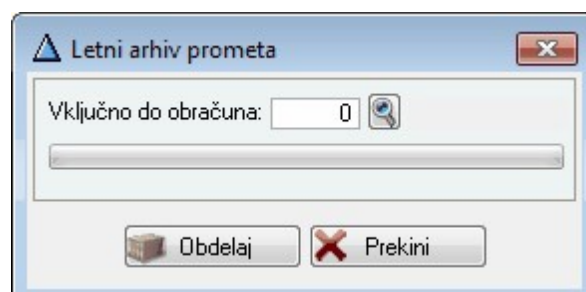 Letni arhiv prometa
Vključno do obračuna: 0
Obdelaj Prekini